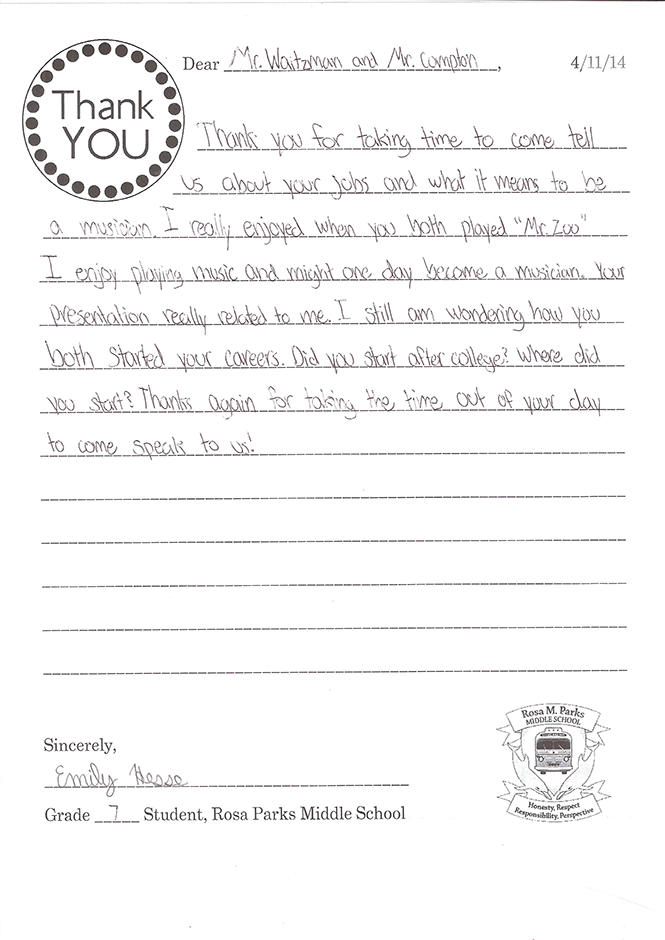 Thank
YOU
Dear Mr. Waitzman and Mr. Compton, 4/11/14
Thank you for taking time to come tell
us about your jobs and what it means to be
a musician. I really enjoyed when you both played "Mr. Zoo"
I enjoy playing music and might one day become a musician. Your
presentation really related to me. I still am wondering how you
both started your careers. Did you start after college? Where did
you start? Thanks again for taking the time out of your day
to come speak to us!
Rosa M. Parks
MIDDLE SCHOOL
Sincerely,
Emily Hesse
Honesty, Respect
Responsibility, Perspective
Grade 7 Student, Rosa Parks Middle School